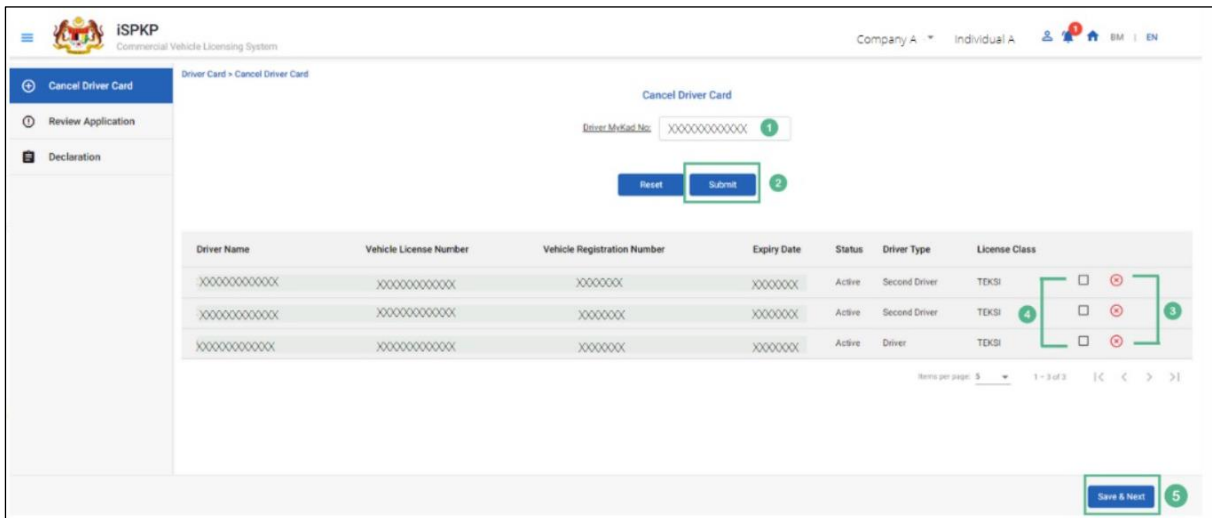 iSPKP
Commercial Vehicle Licensing System
Company A Individual A 1 BM | EN
Cancel Driver Card
Review Application
Declaration
Driver Card > Cancel Driver Card
Cancel Driver Card
Driver MyKad No: XXXXXXXXXXXX 1
Reset Submit 2
Driver Name Vehicle License Number Vehicle Registration Number Expiry Date Status Driver Type License Class
XXXXXXXXXXXX XXXXXXXXXXXX XXXXXXX XXXXXXX Active Second Driver TEKSI
XXXXXXXXXXXX XXXXXXXXXXXX XXXXXXX XXXXXXX Active Second Driver TEKSI 4 3
XXXXXXXXXXXX XXXXXXXXXXXX XXXXXXX XXXXXXX Active Driver TEKSI
Items per page: 5 1 – 3 of 3 |< < > >|
Save & Next 5